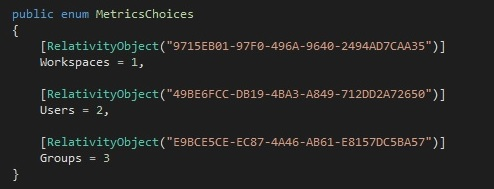 public enum MetricsChoices
{
[RelativityObject("9715EB01-97F0-496A-9640-2494AD7CAA35")]
Workspaces = 1,
[RelativityObject("49BE6FCC-DB19-4BA3-A849-712DD2A72650")]
Users = 2,
[RelativityObject("E9BCE5CE-EC87-4A46-AB61-E8157DC5BA57")]
Groups = 3
}